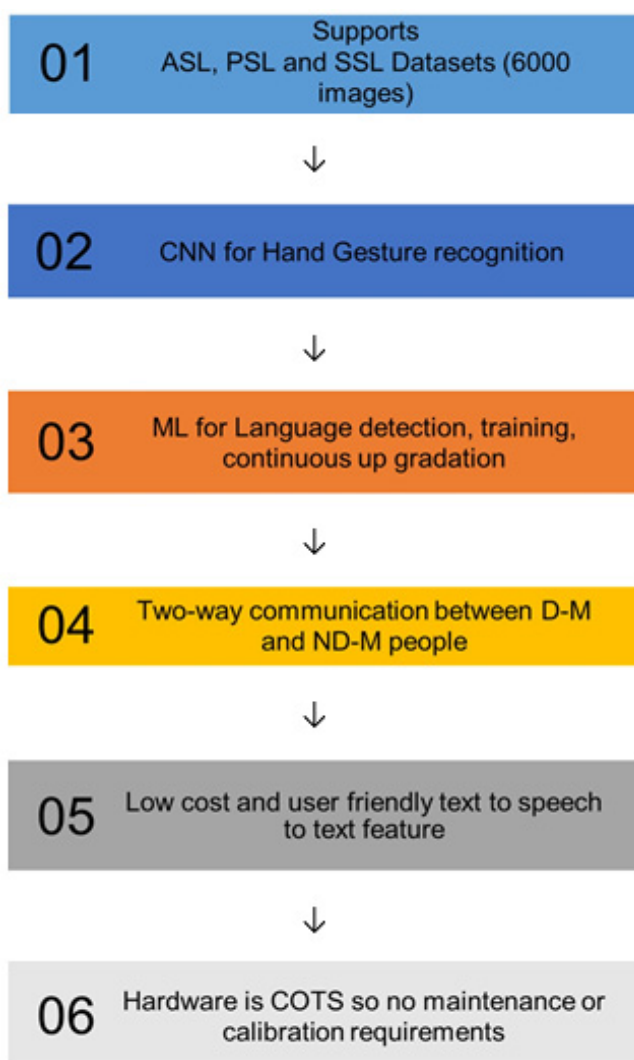 01
Supports
ASL, PSL and SSL Datasets (6000
images)
↓
02
CNN for Hand Gesture recognition
↓
03
ML for Language detection, training,
continuous up gradation
↓
04
Two-way communication between D-M
and ND-M people
↓
05
Low cost and user friendly text to speech
to text feature
↓
06
Hardware is COTS so no maintenance or
calibration requirements